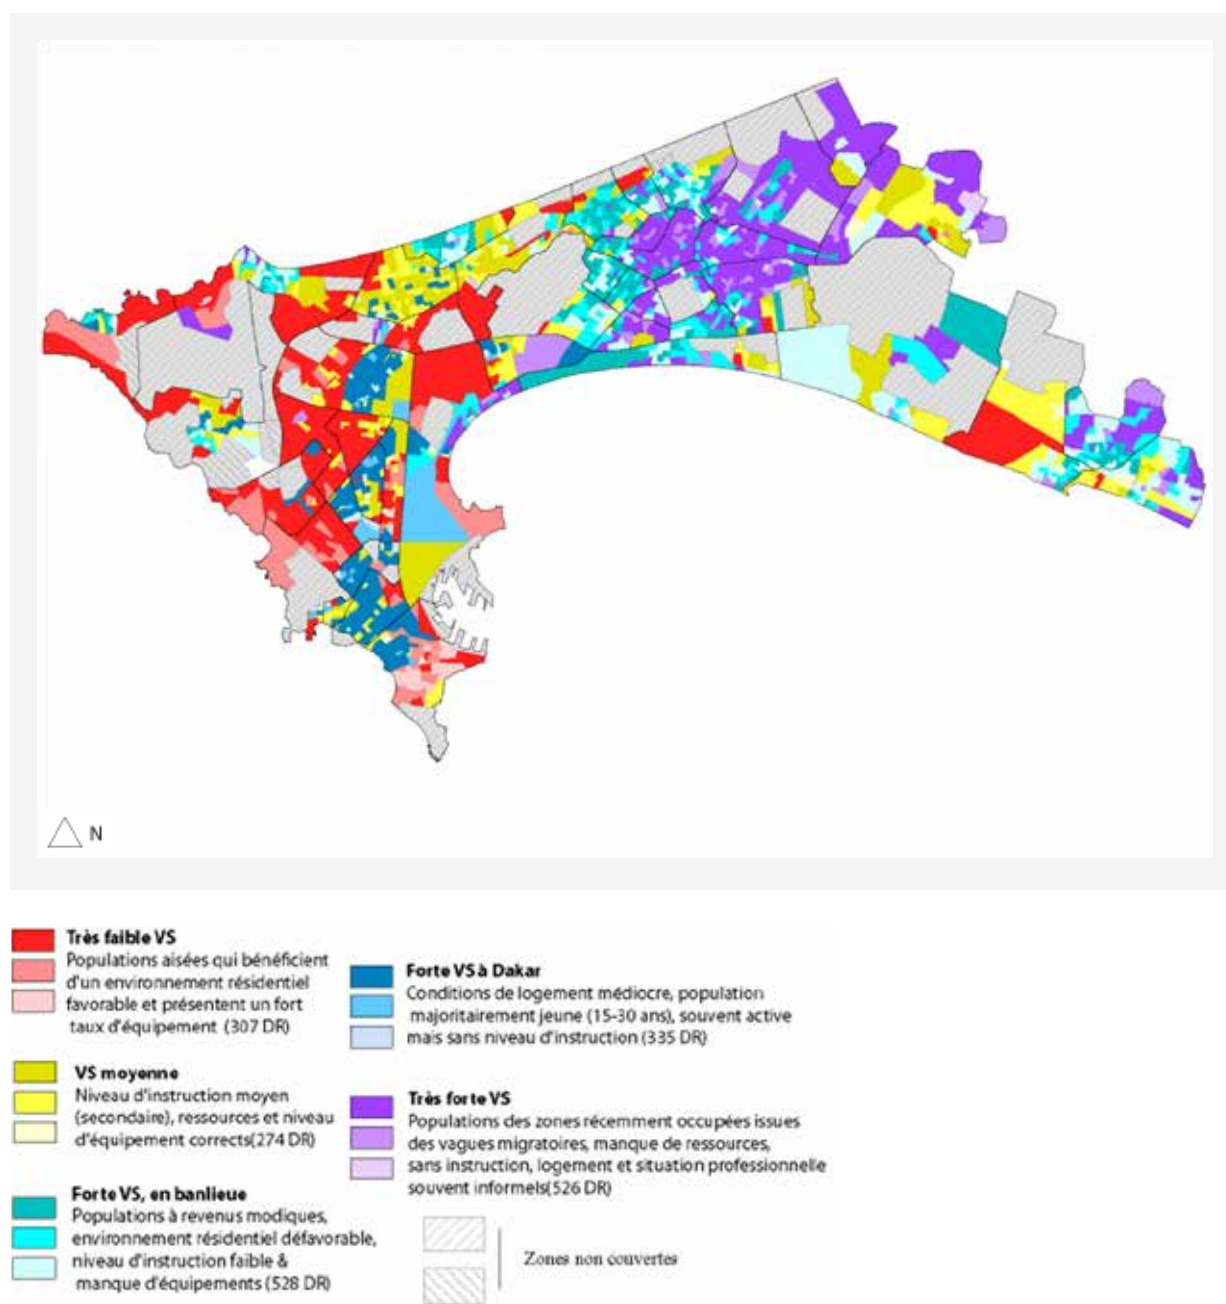 N
Très faible VS
Populations aisées qui bénéficient
d'un environnement résidentiel
favorable et présentent un fort
taux d'équipement (307 DR)
VS moyenne
Niveau d'instruction moyen
(secondaire), ressources et niveau
d'équipement corrects(274 DR)
Forte VS, en banlieue
Populations à revenus modiques,
environnement résidentiel défavorable,
niveau d'instruction faible &
manque d'équipements (528 DR)
Forte VS à Dakar
Conditions de logement médiocre, population
majoritairement jeune (15-30 ans), souvent active
mais sans niveau d'instruction (335 DR)
Très forte VS
Populations des zones récemment occupées issues
des vagues migratoires, manque de ressources,
sans instruction, logement et situation professionnelle
souvent informels(526 DR)
Zones non couvertes